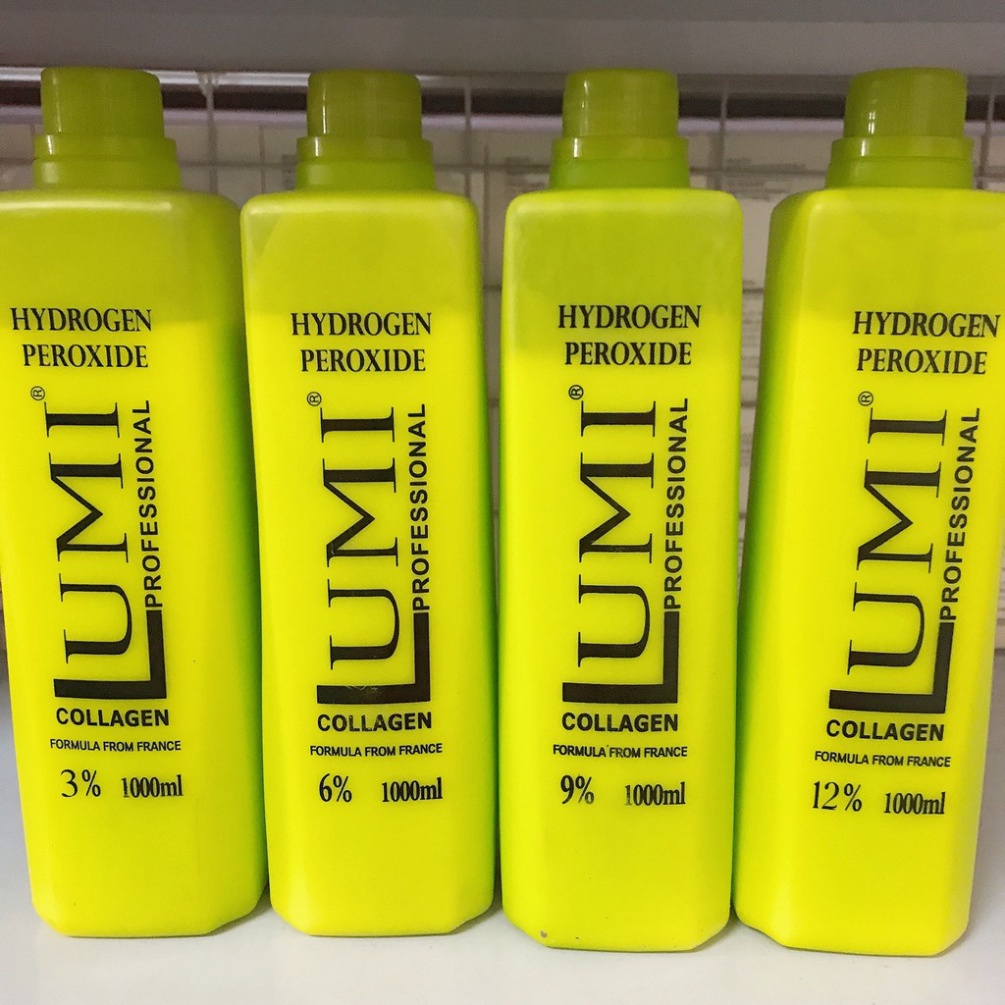 HYDROGEN
PEROXIDE
LUMI®
PROFESSIONAL
COLLAGEN
FORMULA FROM FRANCE
3% 1000ml
HYDROGEN
PEROXIDE
LUMI®
PROFESSIONAL
COLLAGEN
FORMULA FROM FRANCE
6% 1000ml
HYDROGEN
PEROXIDE
LUMI®
PROFESSIONAL
COLLAGEN
FORMULA FROM FRANCE
9% 1000ml
HYDROGEN
PEROXIDE
LUMI®
PROFESSIONAL
COLLAGEN
FORMULA FROM FRANCE
12% 1000ml